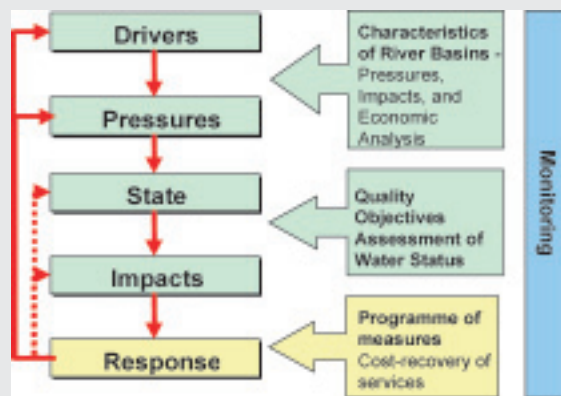 Drivers
Pressures
State
Impacts
Response
Characteristics
of River Basins -
Pressures,
Impacts, and
Economic
Analysis
Quality
Objectives
Assessment of
Water Status
Programme of
measures
Cost-recovery of
services
Monitoring